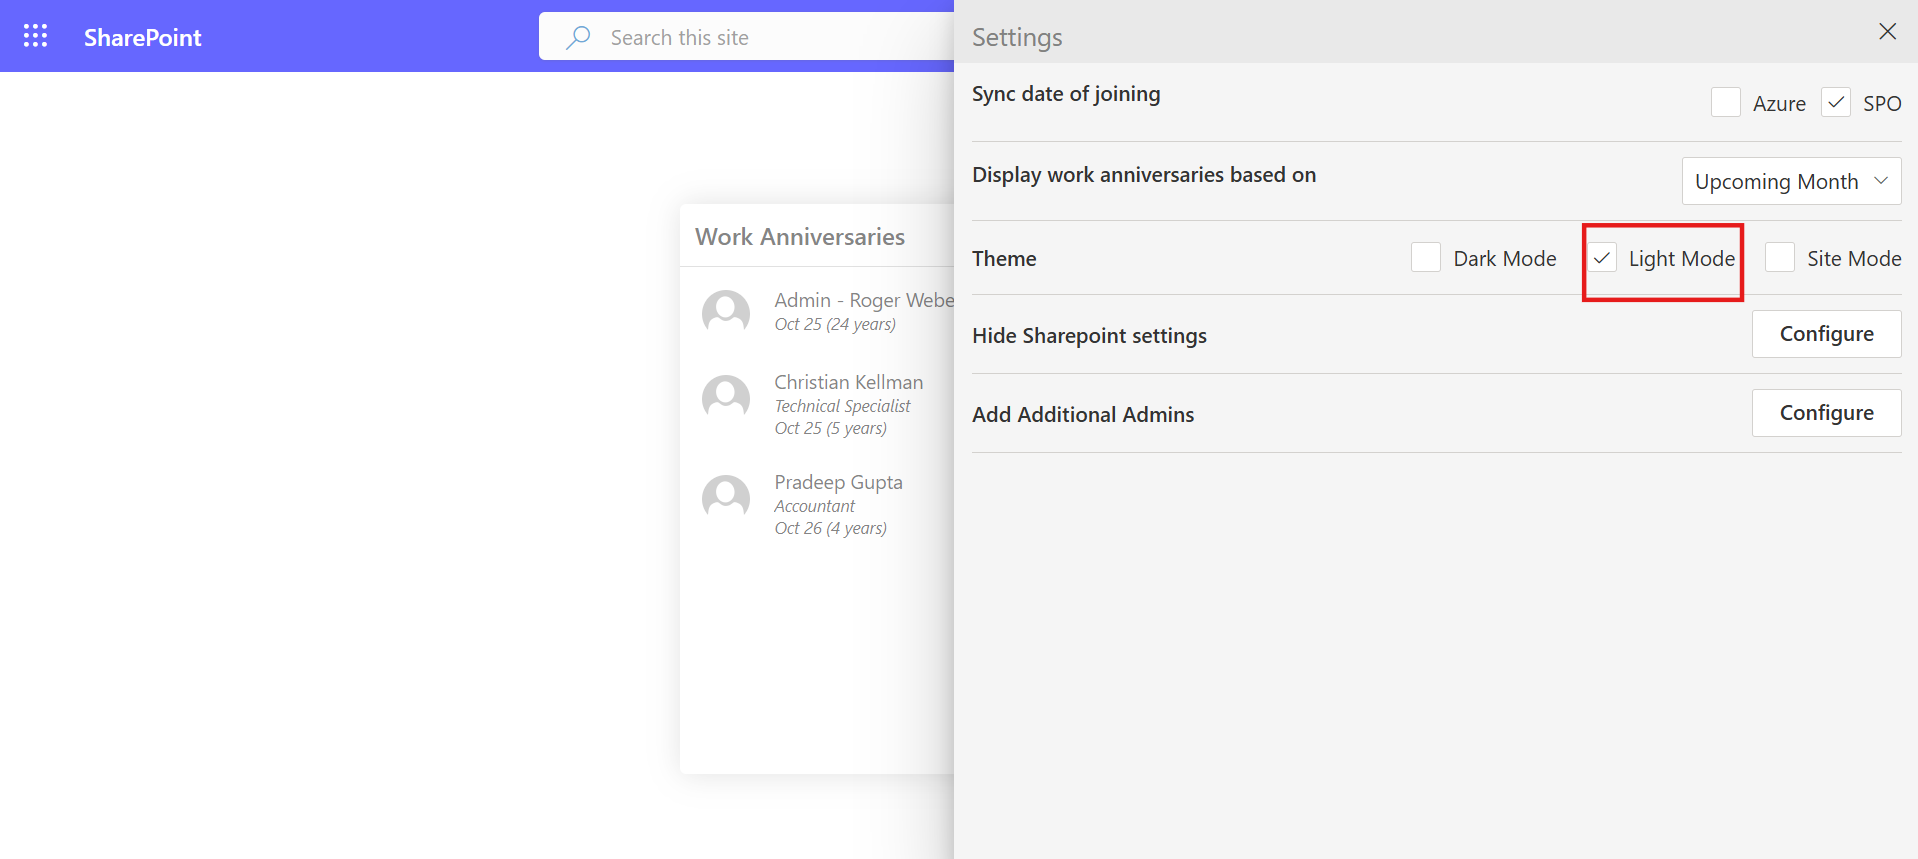 SharePoint
Search this site
Work Anniversaries
Admin - Roger Webe
Oct 25 (24 years)
Christian Kellman
Technical Specialist
Oct 25 (5 years)
Pradeep Gupta
Accountant
Oct 26 (4 years)
Settings
Sync date of joining
Azure SPO
Display work anniversaries based on
Upcoming Month
Theme
Dark Mode Light Mode Site Mode
Hide Sharepoint settings
Configure
Add Additional Admins
Configure